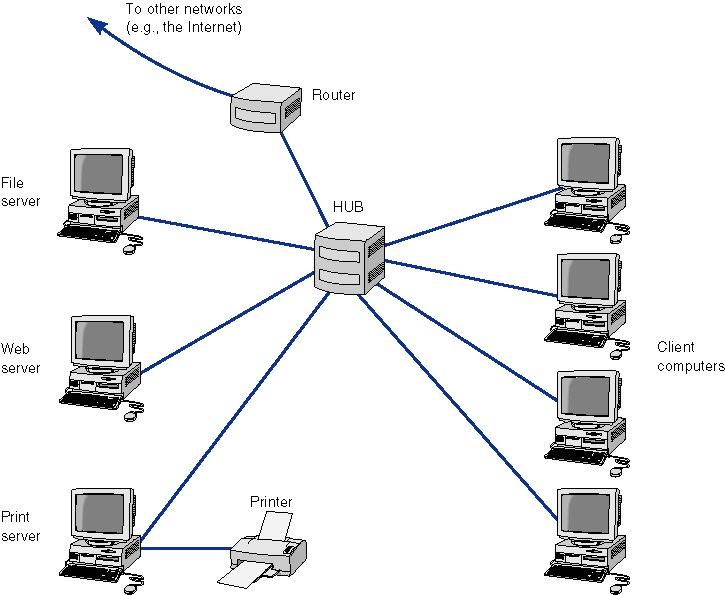 To other networks
(e.g., the Internet)
Router
File
server
HUB
Web
server
Client
computers
Print
server
Printer